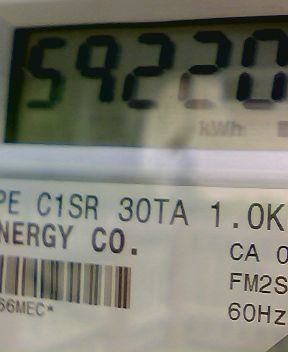 59220
kWh
PE C1SR 30TA 1.0K
NERGY CO.
CA 0
FM2S
66MEC*
60Hz